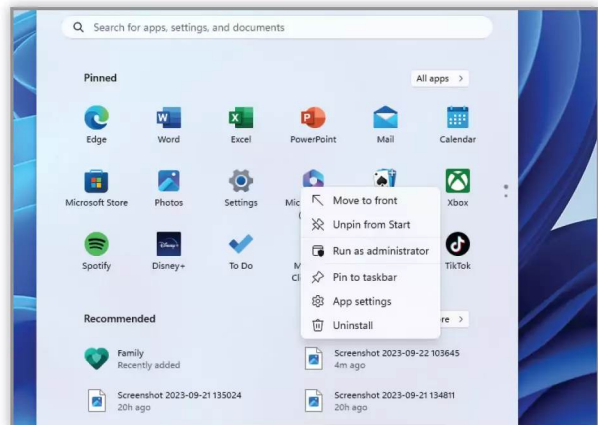 Search for apps, settings, and documents
Pinned
All apps >
Edge
Word
Excel
PowerPoint
Mail
Calendar
Microsoft Store
Photos
Settings
Mic
Xbox
Spotify
Disney+
To Do
M
Cl
TikTok
Move to front
Unpin from Start
Run as administrator
Pin to taskbar
App settings
Uninstall
Recommended
re >
Family
Recently added
Screenshot 2023-09-22 103645
4m ago
Screenshot 2023-09-21 135024
20h ago
Screenshot 2023-09-21 134811
20h ago